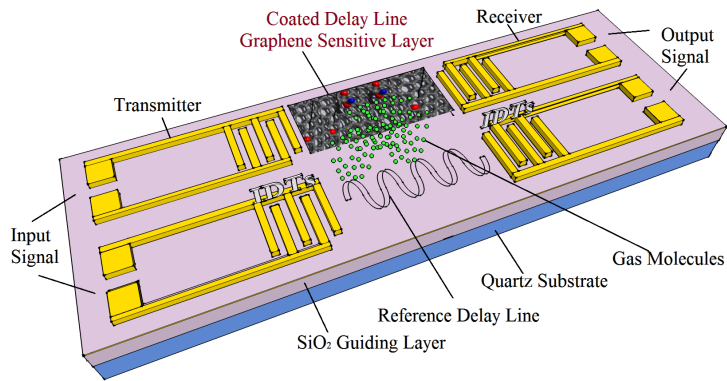 Coated Delay Line
Graphene Sensitive Layer
Receiver
Output
Signal
Transmitter
IDTs
IDTs
Input
Signal
Gas Molecules
Quartz Substrate
Reference Delay Line
SiO₂ Guiding Layer